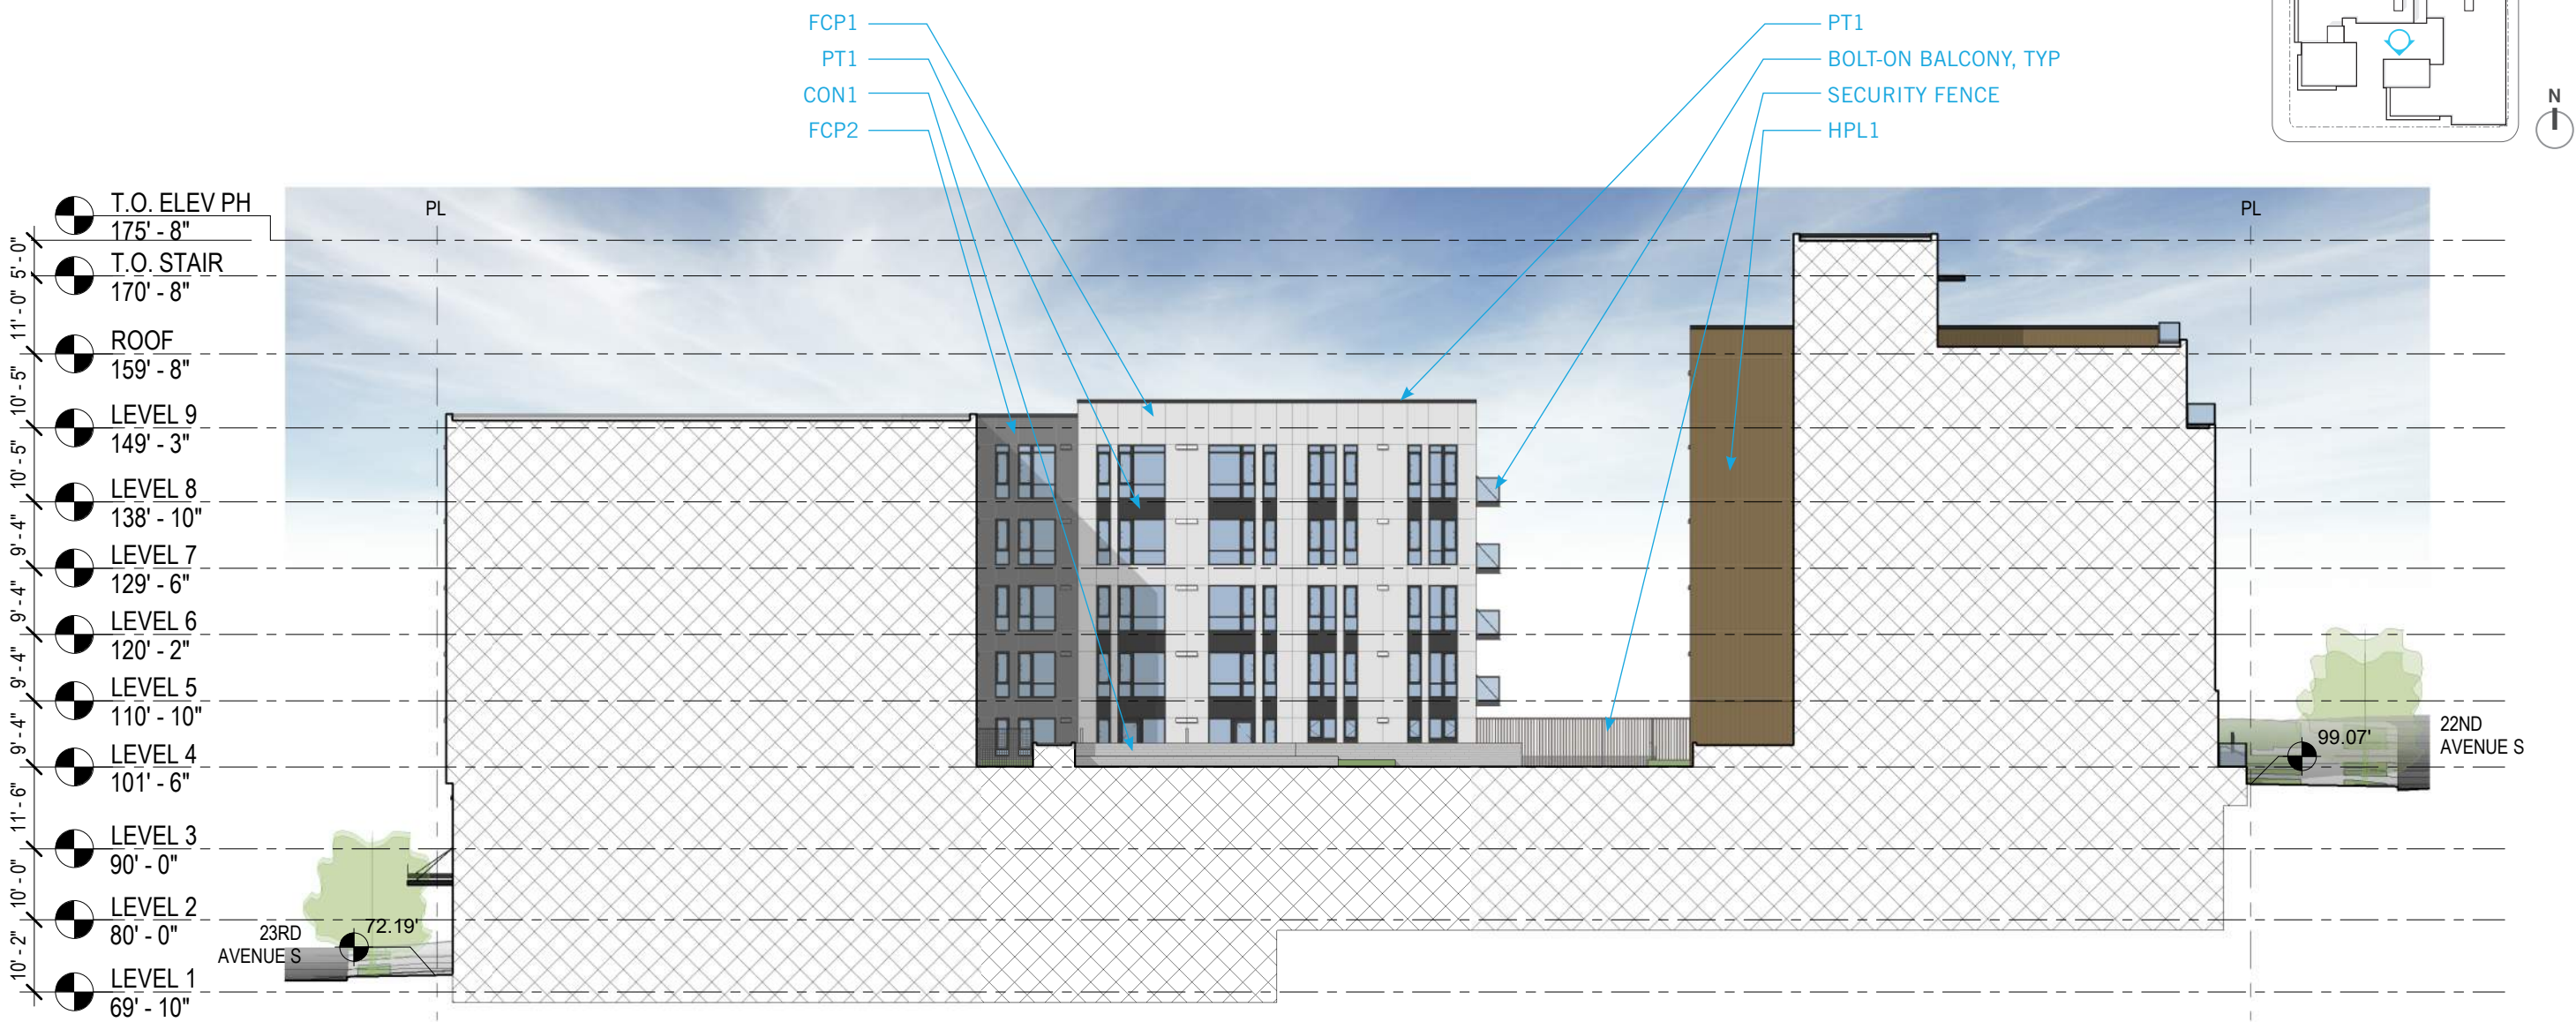 FCP1
PT1
CON1
FCP2
PT1
BOLT-ON BALCONY, TYP
SECURITY FENCE
HPL1
N
T.O. ELEV PH
175' - 8"
5' - 0"
T.O. STAIR
170' - 8"
11' - 0"
ROOF
159' - 8"
10' - 5"
LEVEL 9
149' - 3"
10' - 5"
LEVEL 8
138' - 10"
9' - 4"
LEVEL 7
129' - 6"
9' - 4"
LEVEL 6
120' - 2"
9' - 4"
LEVEL 5
110' - 10"
9' - 4"
LEVEL 4
101' - 6"
11' - 6"
LEVEL 3
90' - 0"
10' - 0"
LEVEL 2
80' - 0"
10' - 2"
LEVEL 1
69' - 10"
PL
PL
23RD
AVENUE S
72.19'
99.07'
22ND
AVENUE S